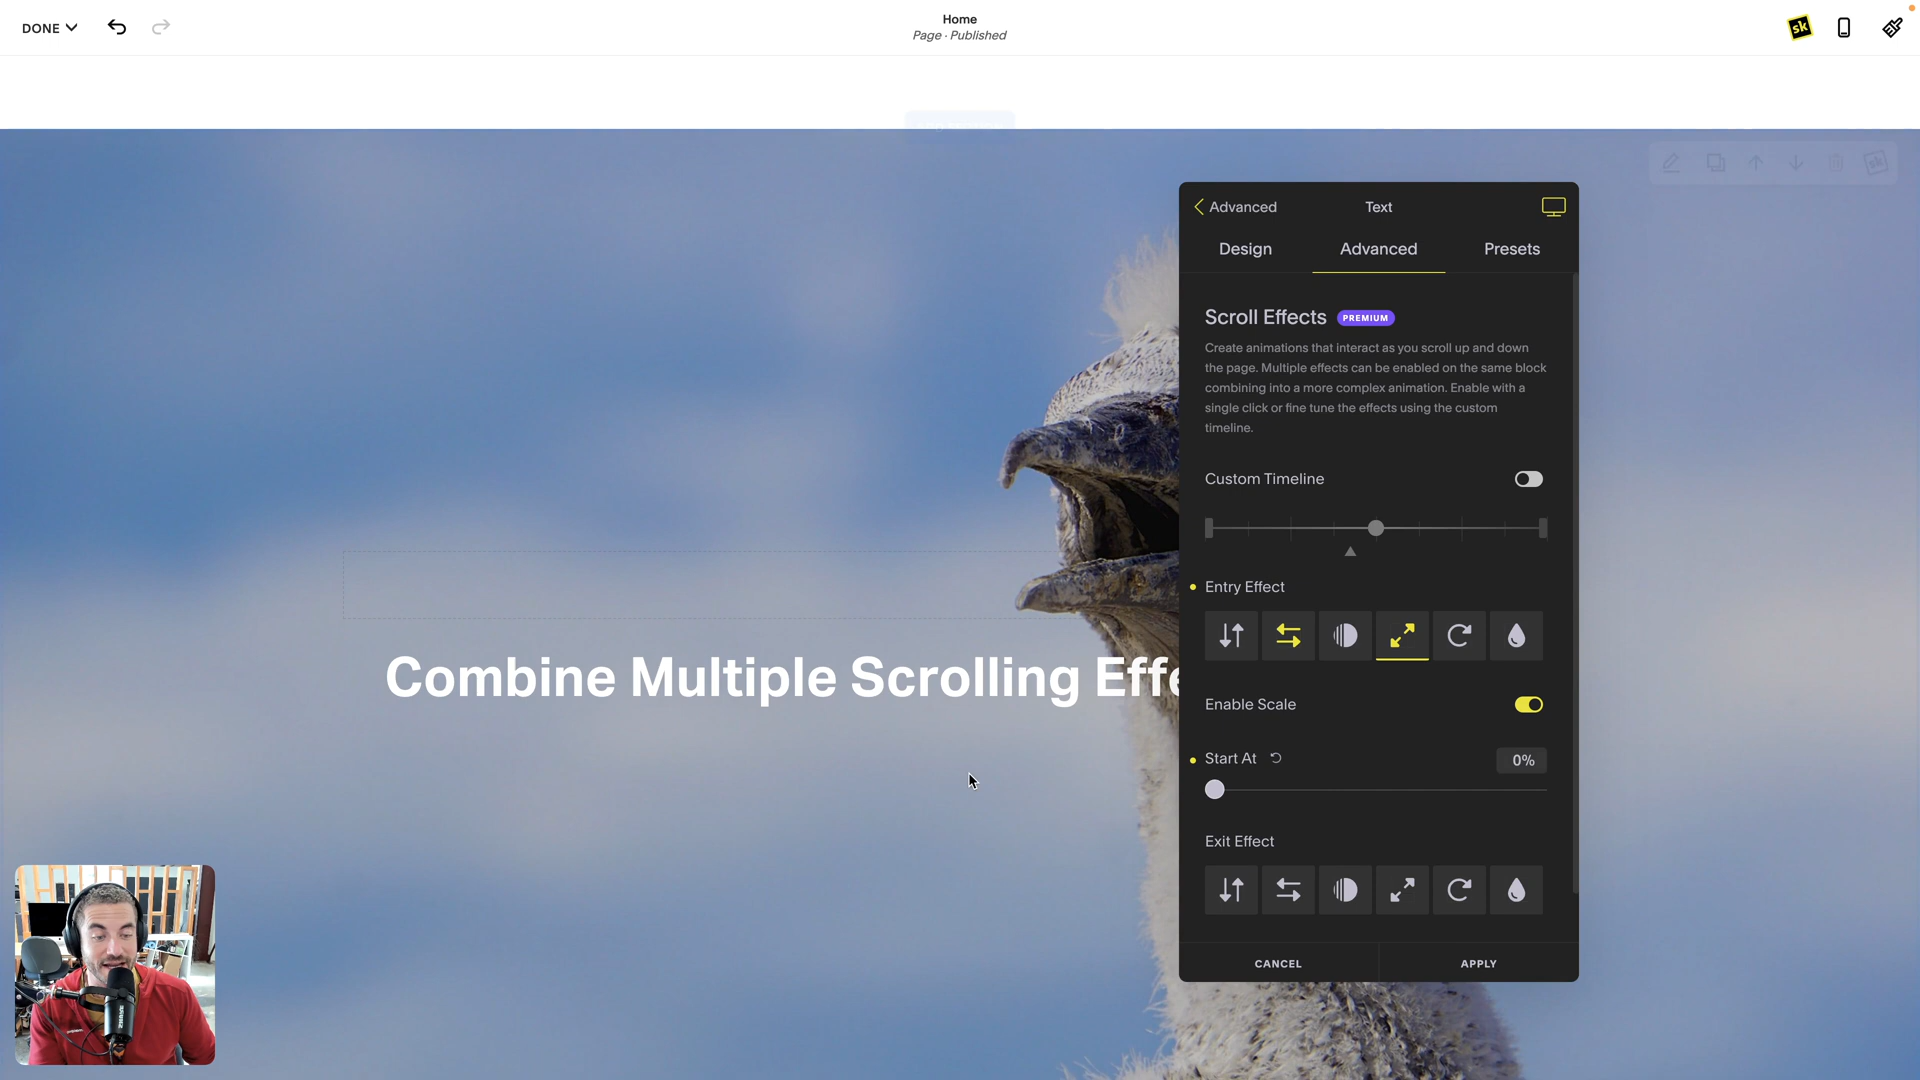 DONE
Home
Page · Published
sk
Advanced
Text
Design
Advanced
Presets
Scroll Effects
PREMIUM
Create animations that interact as you scroll up and down
the page. Multiple effects can be enabled on the same block
combining into a more complex animation. Enable with a
single click or fine tune the effects using the custom
timeline.
Custom Timeline
Entry Effect
Combine Multiple Scrolling Effe
Enable Scale
Start At
0%
Exit Effect
CANCEL
APPLY